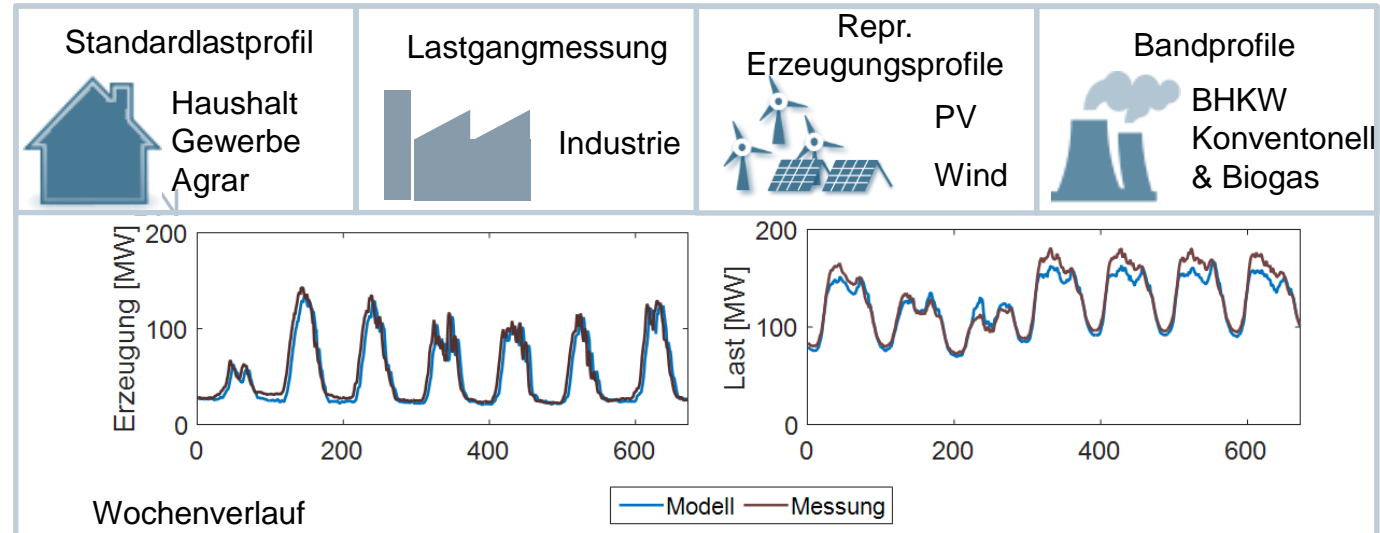 Standardlastprofil
Haushalt
Gewerbe
Agrar
Lastgangmessung
Industrie
Repr.
Erzeugungsprofile
PV
Wind
Bandprofile
BHKW
Konventonell
& Biogas
Erzeugung [MW]
200
100
0
0
200
400
600
Last [MW]
200
100
0
0
200
400
600
Wochenverlauf
Modell
Messung